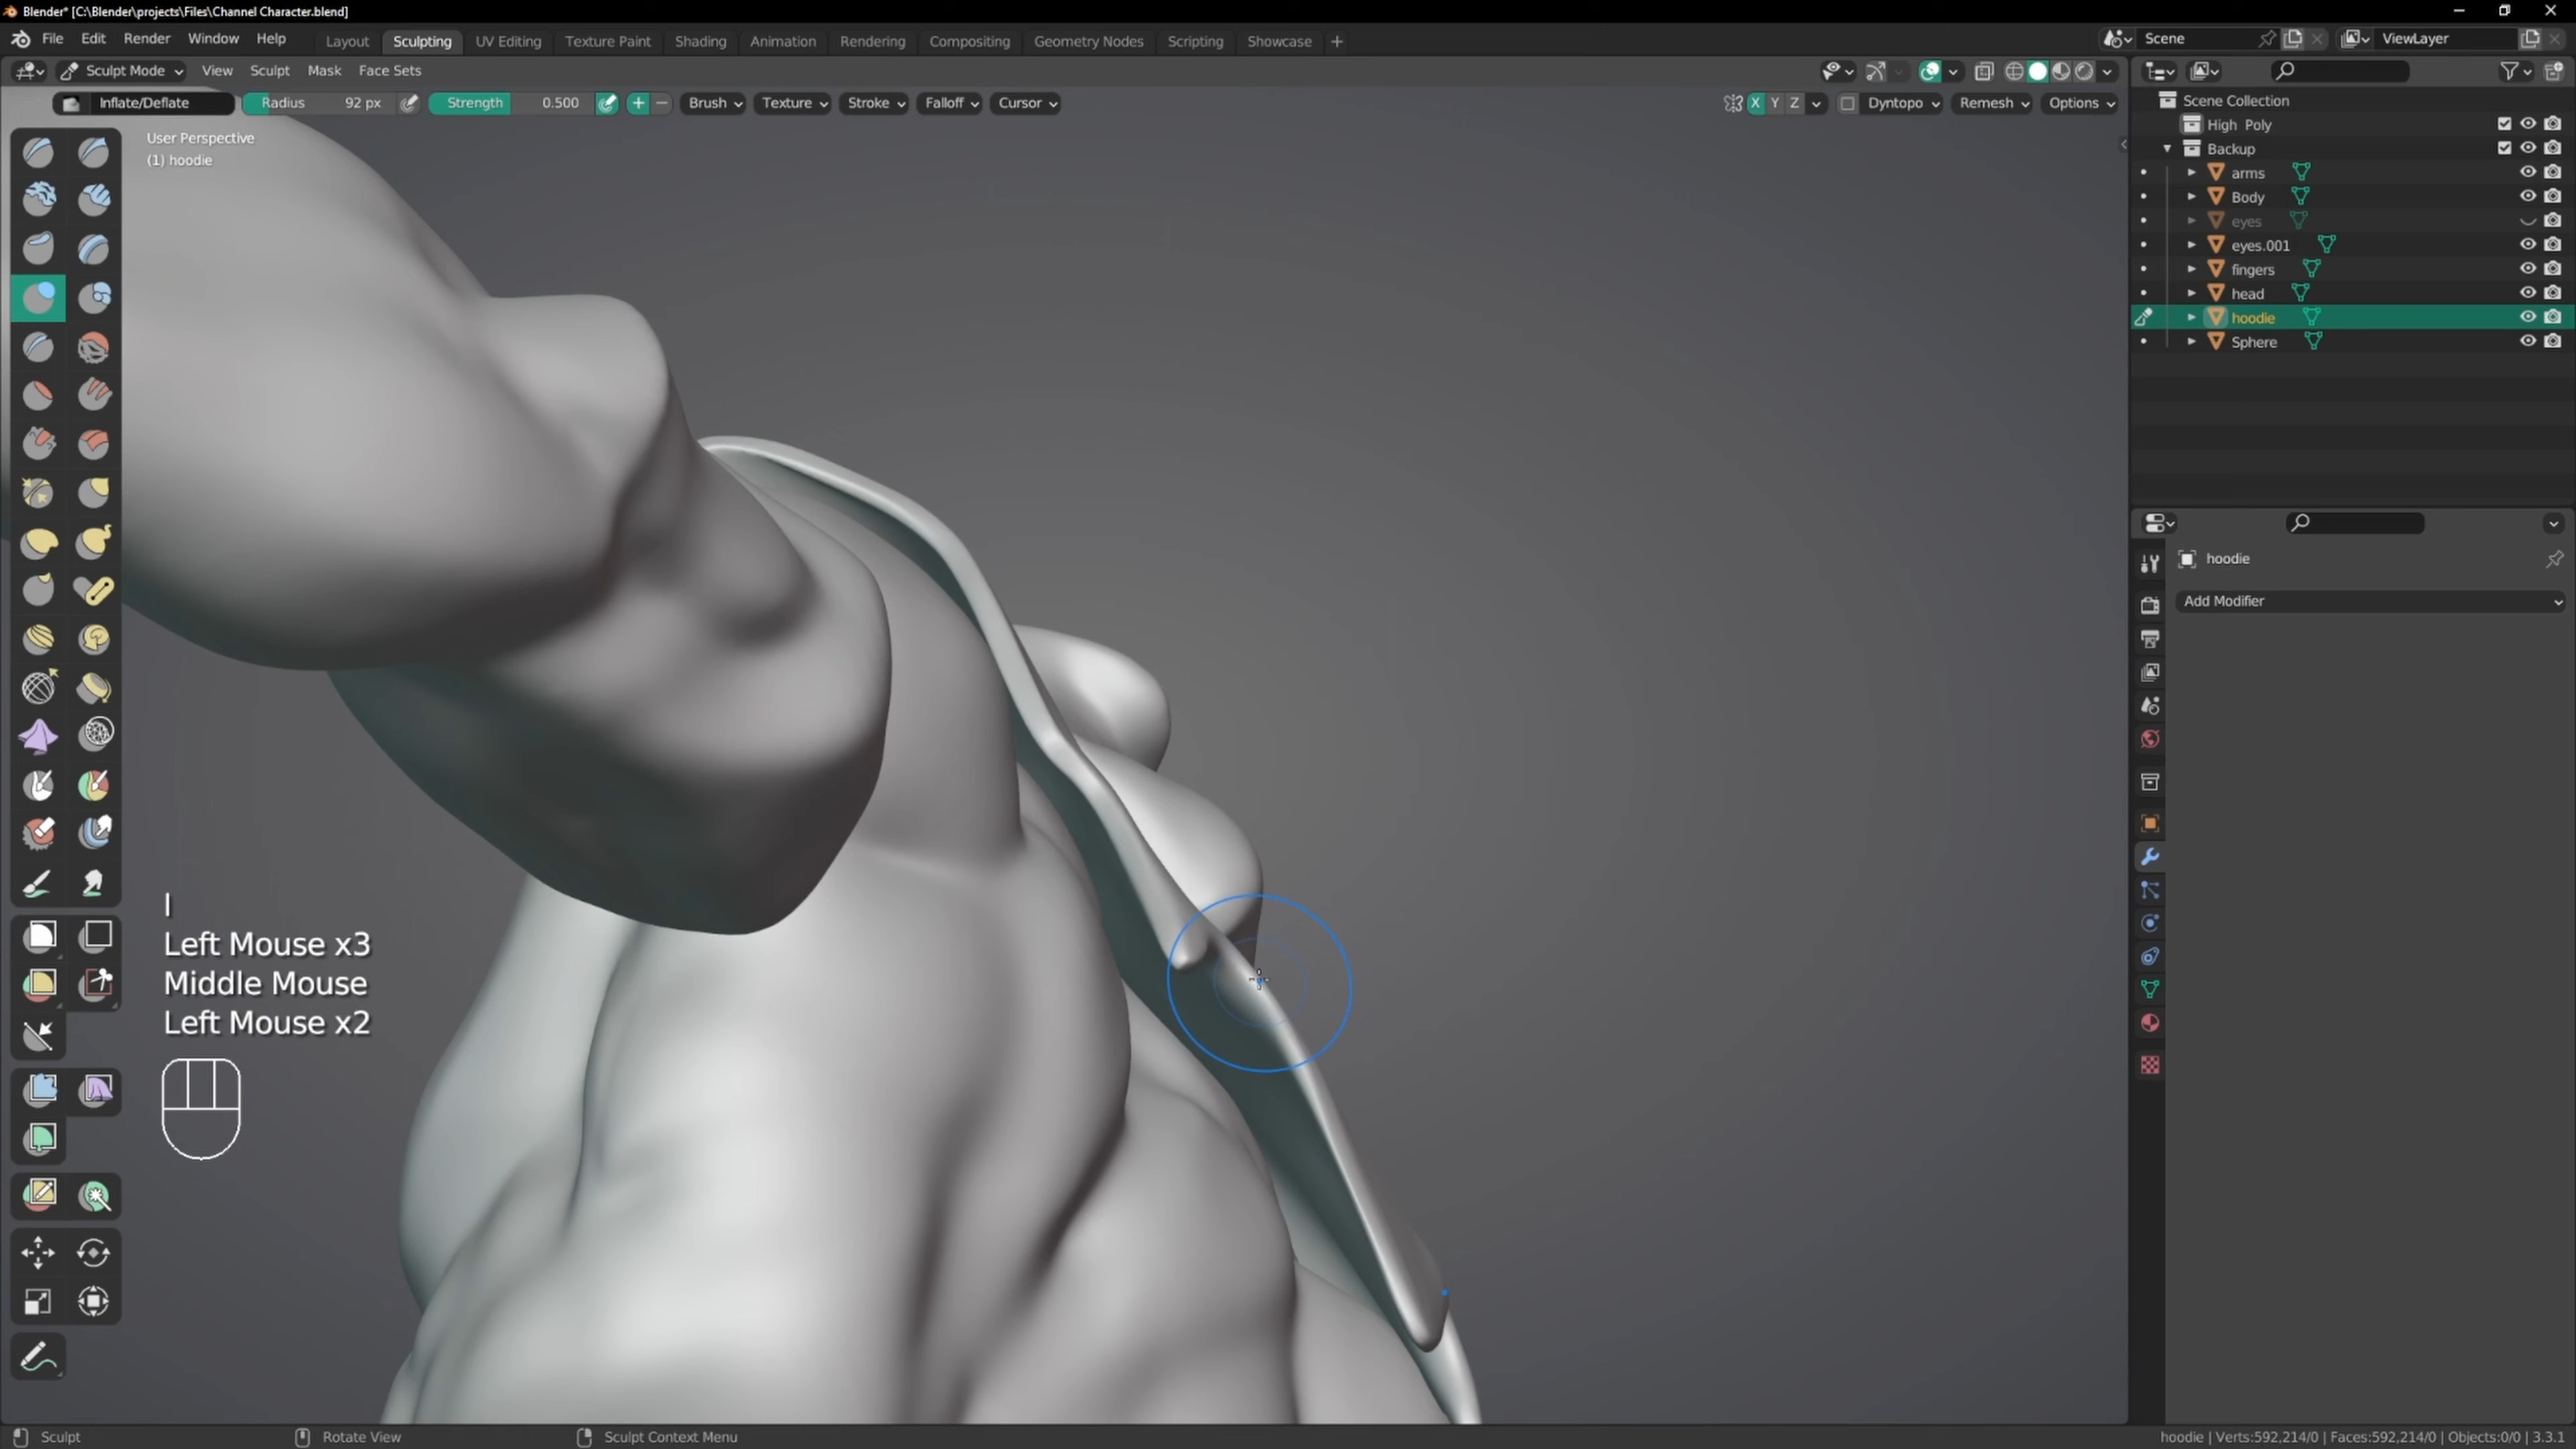 Blender* [C:\Blender\projects\Files\Channel Character.blend]
File Edit Render Window Help Layout Sculpting UV Editing Texture Paint Shading Animation Rendering Compositing Geometry Nodes Scripting Showcase + Scene ViewLayer
Sculpt Mode View Sculpt Mask Face Sets
Inflate/Deflate Radius 92 px Strength 0.500 + − Brush Texture Stroke Falloff Cursor X Y Z Dyntopo Remesh Options
User Perspective
(1) hoodie
Scene Collection
High Poly
Backup
arms
Body
eyes
eyes.001
fingers
head
hoodie
Sphere
hoodie
Add Modifier
I
Left Mouse x3
Middle Mouse
Left Mouse x2
Sculpt Rotate View Sculpt Context Menu hoodie | Verts:592,214/0 | Faces:592,214/0 | Objects:0/0 | 3.3.1